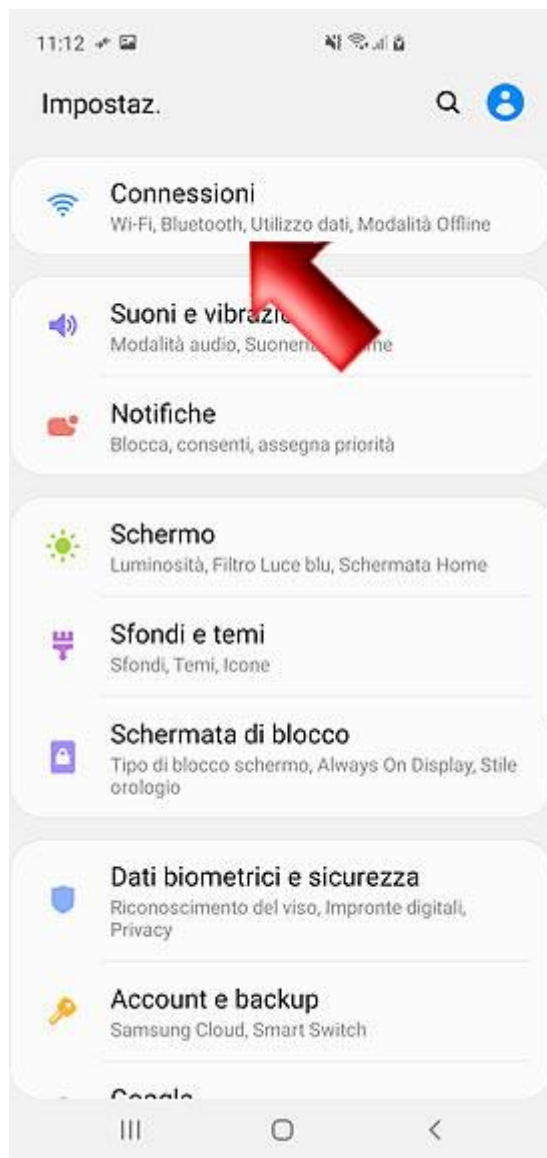 11:12
Impostaz.
Connessioni
Wi-Fi, Bluetooth, Utilizzo dati, Modalità Offline
Suoni e
Modalità audio,
Notifiche
Blocca, consenti, assegna priorità
Schermo
Luminosità, Filtro Luce blu, Schermata Home
Sfondi e temi
Sfondi, Temi, Icone
Schermata di blocco
Tipo di blocco schermo, Always On Display, Stile
orologio
Dati biometrici e sicurezza
Riconoscimento del viso, Impronte digitali,
Privacy
Account e backup
Samsung Cloud, Smart Switch
Google